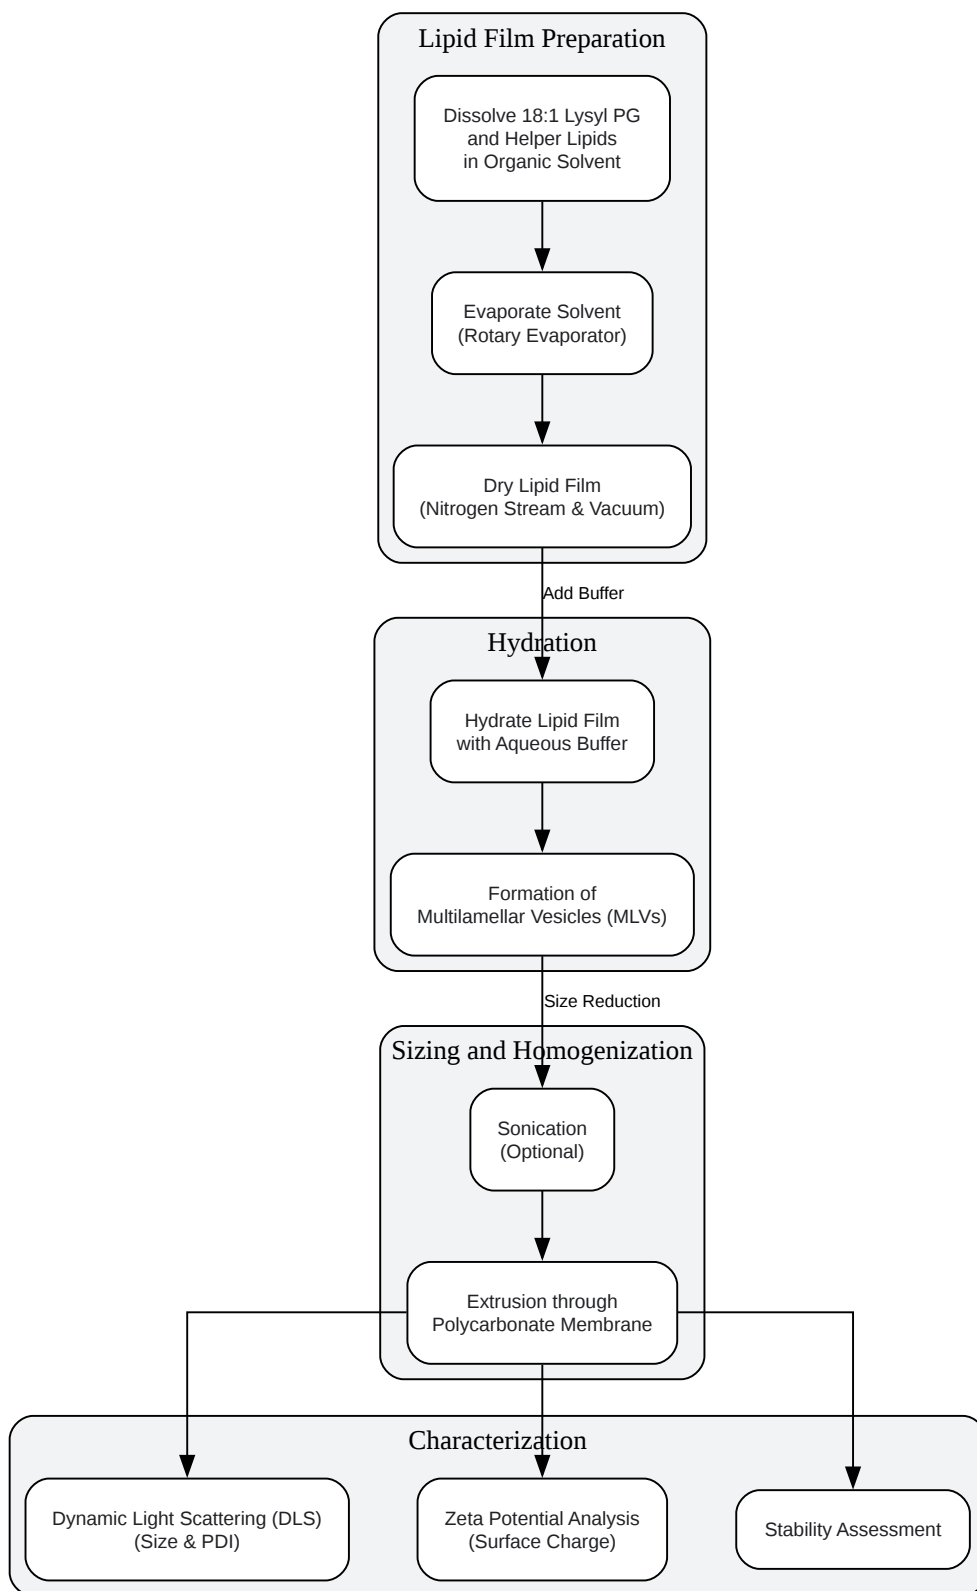 Lipid Film Preparation
Dissolve 18:1 Lysyl PG
and Helper Lipids
in Organic Solvent
Evaporate Solvent
(Rotary Evaporator)
Dry Lipid Film
(Nitrogen Stream & Vacuum)
Add Buffer
Hydration
Hydrate Lipid Film
with Aqueous Buffer
Formation of
Multilamellar Vesicles (MLVs)
Size Reduction
Sizing and Homogenization
Sonication
(Optional)
Extrusion through
Polycarbonate Membrane
Characterization
Dynamic Light Scattering (DLS)
(Size & PDI)
Zeta Potential Analysis
(Surface Charge)
Stability Assessment